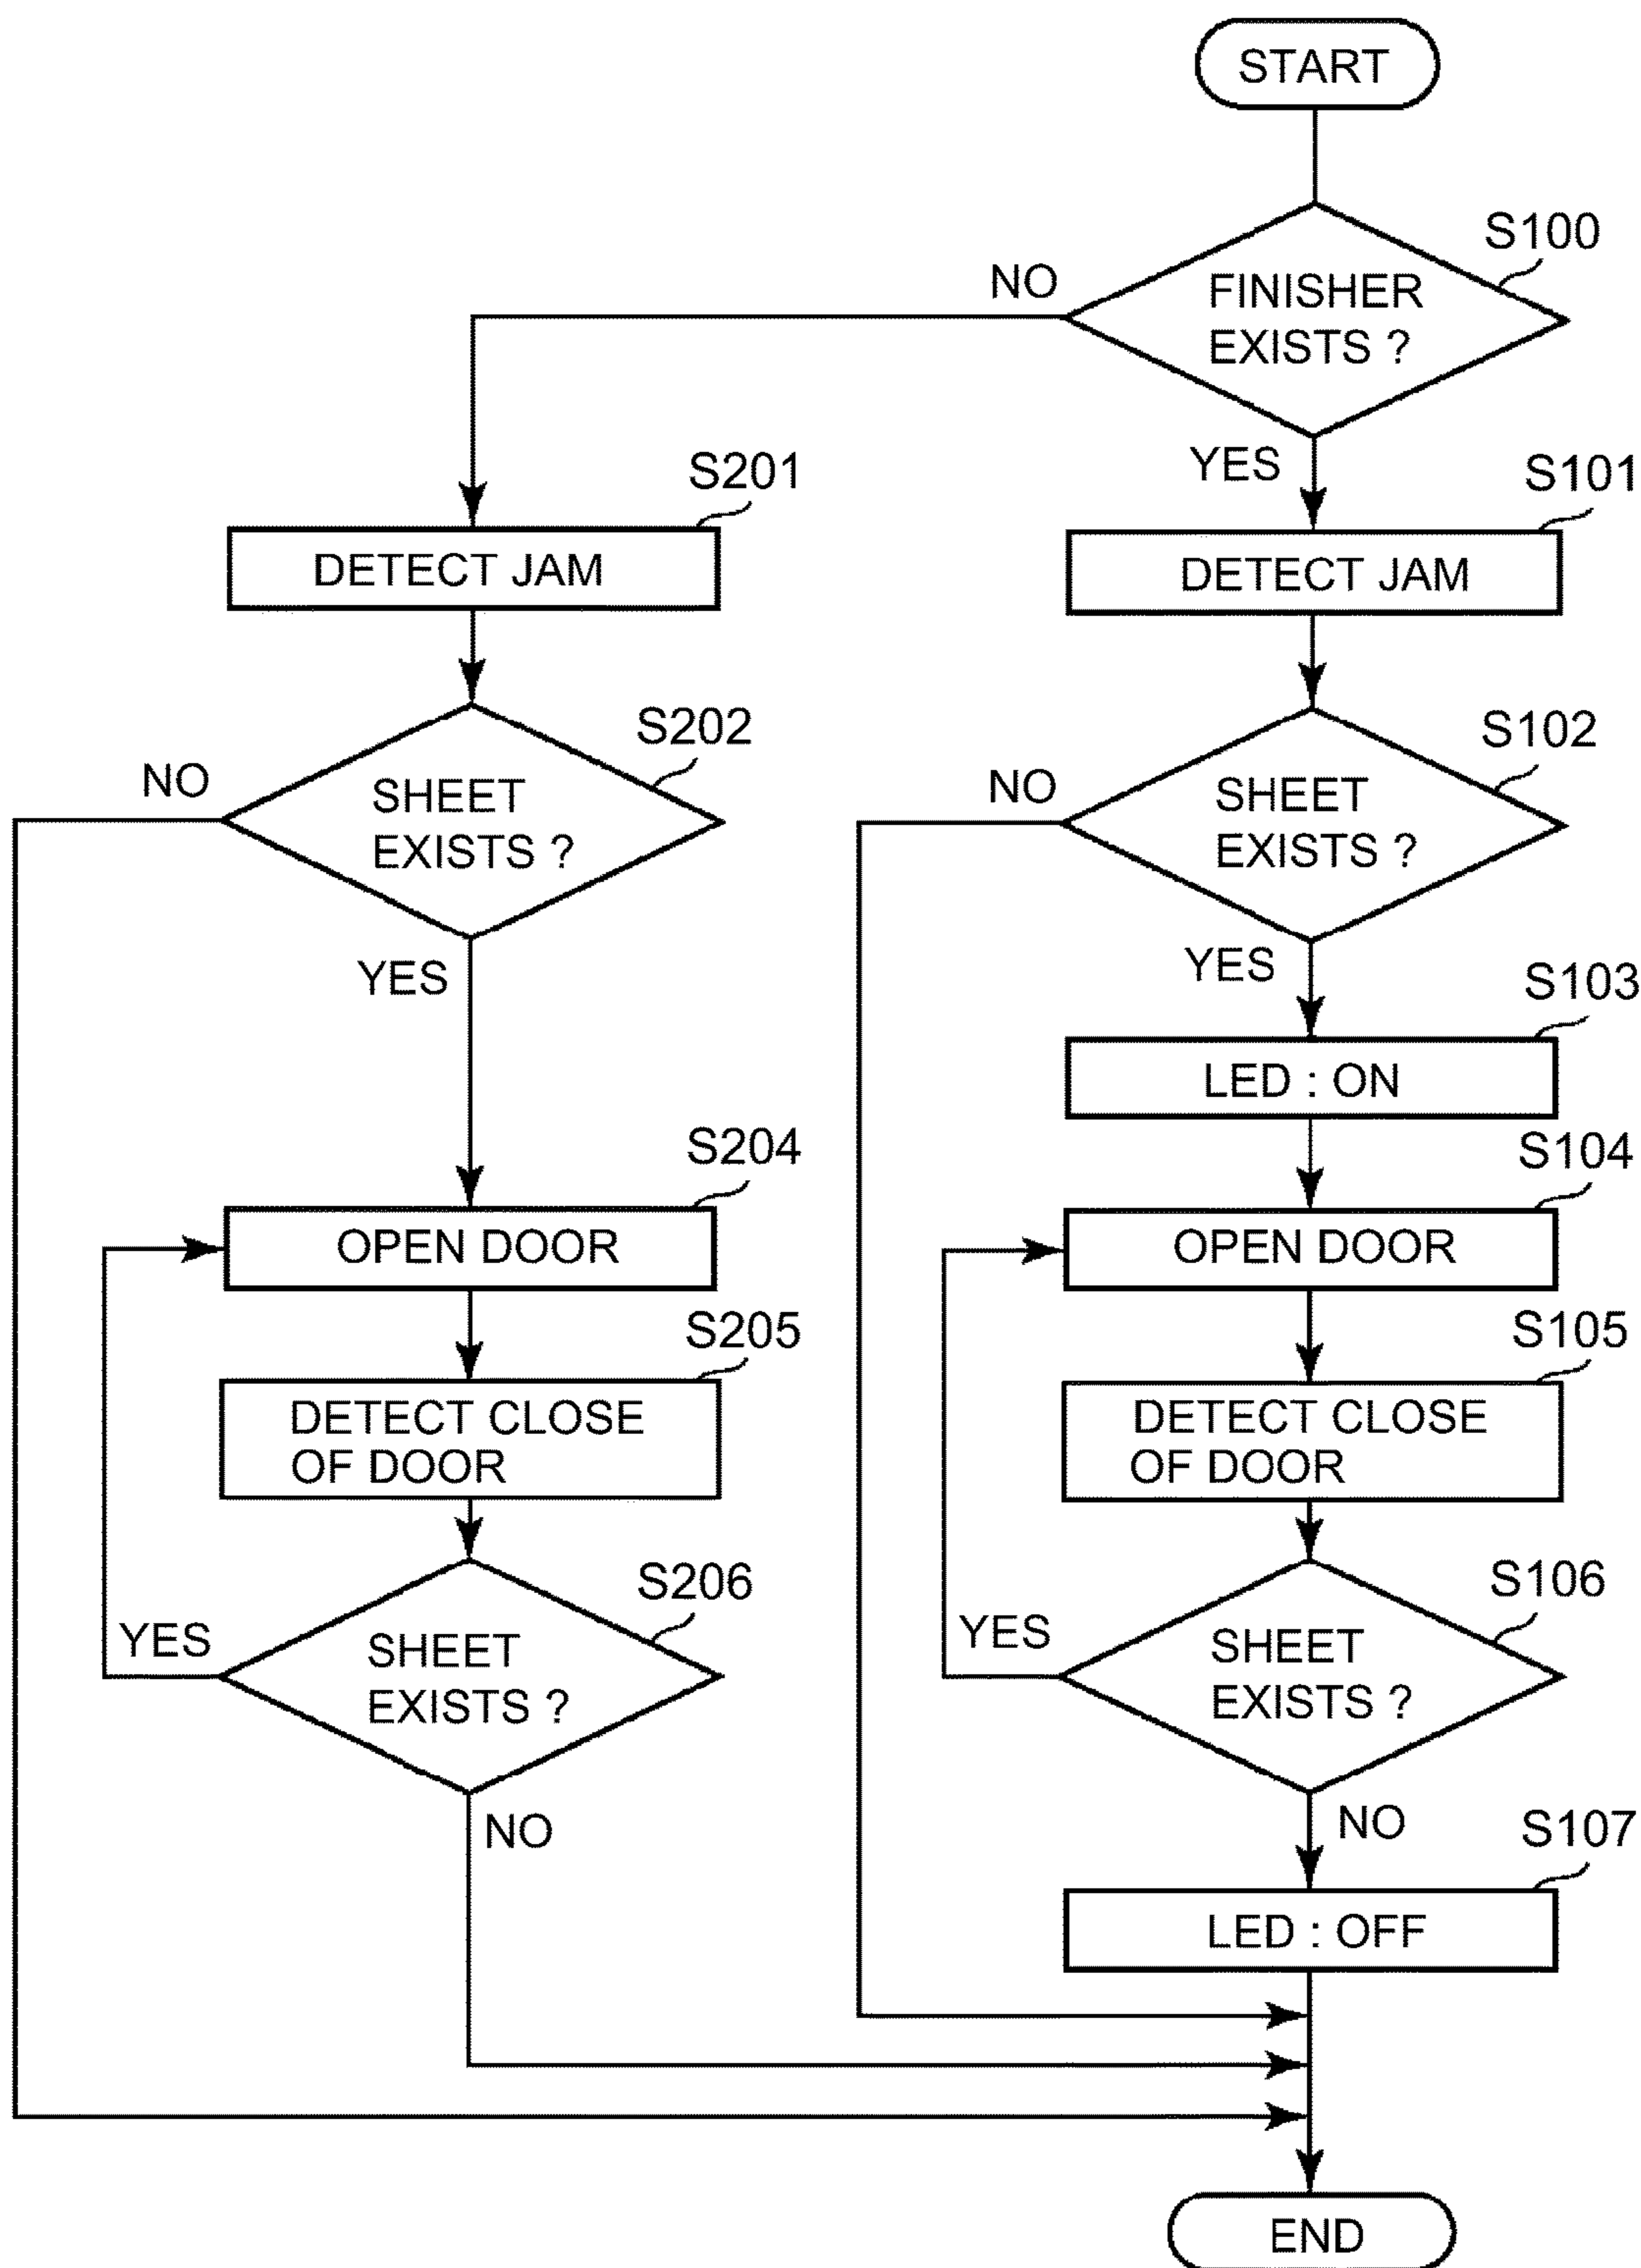 START
S100
NO
FINISHER
EXISTS ?
YES
S201
S101
DETECT JAM
DETECT JAM
S202
S102
NO
SHEET
EXISTS ?
NO
SHEET
EXISTS ?
YES
YES
S103
LED : ON
S204
S104
OPEN DOOR
OPEN DOOR
S205
S105
DETECT CLOSE
OF DOOR
DETECT CLOSE
OF DOOR
S206
S106
YES
SHEET
EXISTS ?
YES
SHEET
EXISTS ?
NO
NO
S107
LED : OFF
END